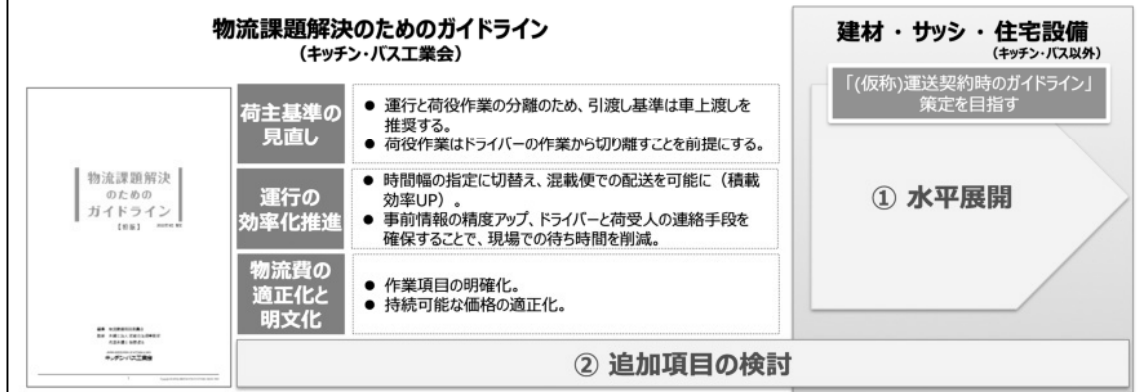 物流課題解決のためのガイドライン
(キッチン・バス工業会)
物流課題解決
のための
ガイドライン
【初版】
キッチン・バス工業会
荷主基準の
見直し
● 運行と荷役作業の分離のため、引渡し基準は車上渡しを
推奨する。
● 荷役作業はドライバーの作業から切り離すことを前提にする。
運行の
効率化推進
● 時間幅の指定に切替え、混載便での配送を可能に（積載
効率UP）。
● 事前情報の精度アップ、ドライバーと荷受人の連絡手段を
確保することで、現場での待ち時間を削減。
物流費の
適正化と
明文化
● 作業項目の明確化。
● 持続可能な価格の適正化。
建材 ・ サッシ ・ 住宅設備
(キッチン・バス以外)
「(仮称)運送契約時のガイドライン」
策定を目指す
① 水平展開
② 追加項目の検討